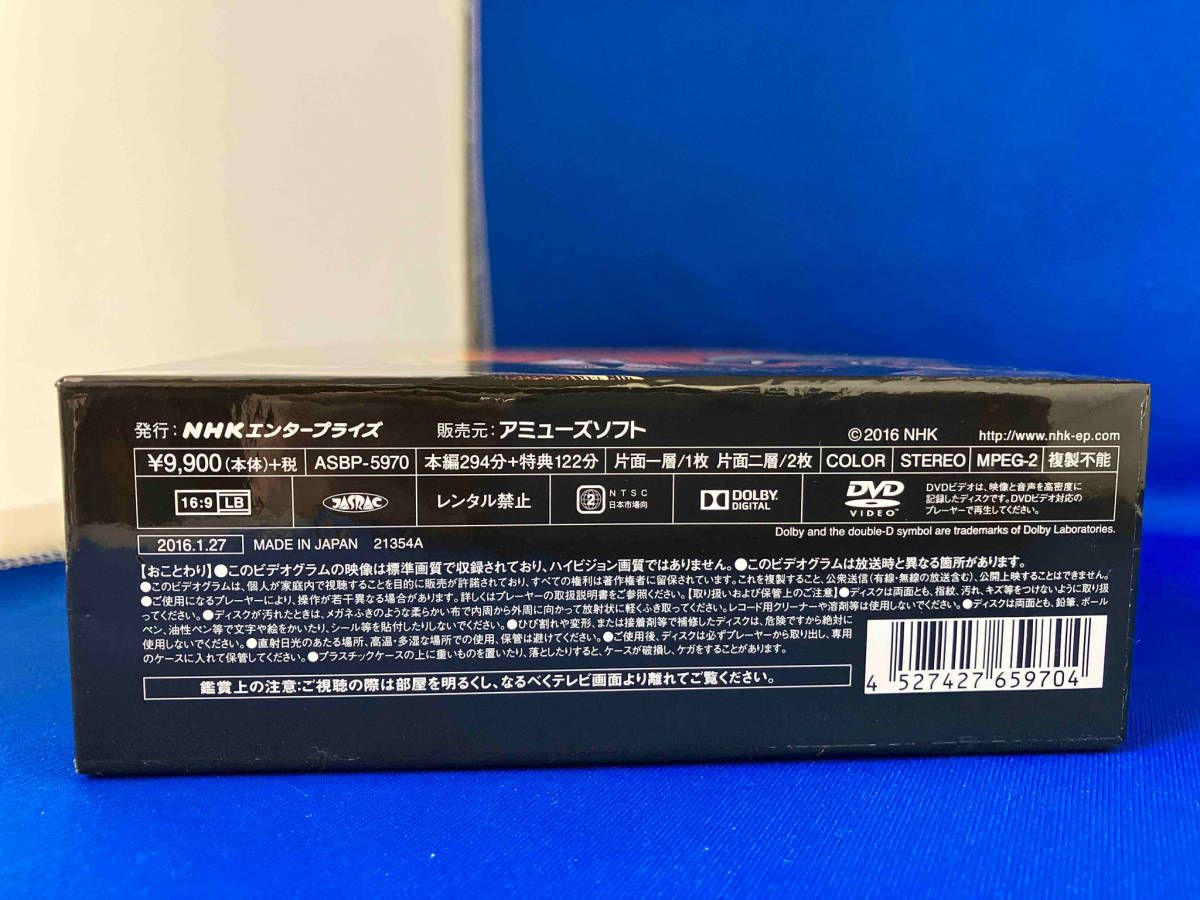 発行：NHKエンタープライズ 販売元：アミューズソフト ©2016 NHK http://www.nhk-ep.com
¥9,900（本体）+税 ASBP-5970 本編294分+特典122分 片面一層/1枚 片面二層/2枚 COLOR STEREO MPEG-2 複製不能
16:9 LB JASRAC レンタル禁止 2 NTSC 日本市場向 DOLBY DIGITAL DVD VIDEO DVDビデオは、映像と音声を高密度に
記録したディスクです。DVDビデオ対応の
プレーヤーで再生してください。
Dolby and the double-D symbol are trademarks of Dolby Laboratories.
2016.1.27 MADE IN JAPAN 21354A
【おことわり】●このビデオグラムの映像は標準画質で収録されており、ハイビジョン画質ではありません。●このビデオグラムは放送時と異なる箇所があります。
●このビデオグラムは、個人が家庭内で視聴することを目的に販売が許諾されており、すべての権利は著作権者に留保されています。これを複製すること、公衆送信（有線・無線の放送含む）、公開上映することはできません。
●ご使用になるプレーヤーにより、操作が若干異なる場合があります。詳しくはプレーヤーの取扱説明書をご参照ください。【取り扱いおよび保管上のご注意】●ディスクは両面とも、指紋、汚れ、キズ等をつけないように取り扱
ってください。●ディスクが汚れたときは、メガネふきのような柔らかい布で内周から外周に向かって放射状に軽くふき取ってください。レコード用クリーナーや溶剤等は使用しないでください。●ディスクは両面とも、鉛筆、ボール
ペン、油性ペン等で文字や絵をかいたり、シール等を貼付したりしないでください。●ひび割れや変形、または接着剤等で補修したディスクは、危険ですから絶対に
使用しないでください。●直射日光のあたる場所、高温・多湿な場所での使用、保管は避けてください。●ご使用後、ディスクは必ずプレーヤーから取り出し、専用
のケースに入れて保管してください。●プラスチックケースの上に重いものを置いたり、落としたりすると、ケースが破損し、ケガをすることがあります。
鑑賞上の注意：ご視聴の際は部屋を明るくし、なるべくテレビ画面より離れてご覧ください。
4 527427 659704